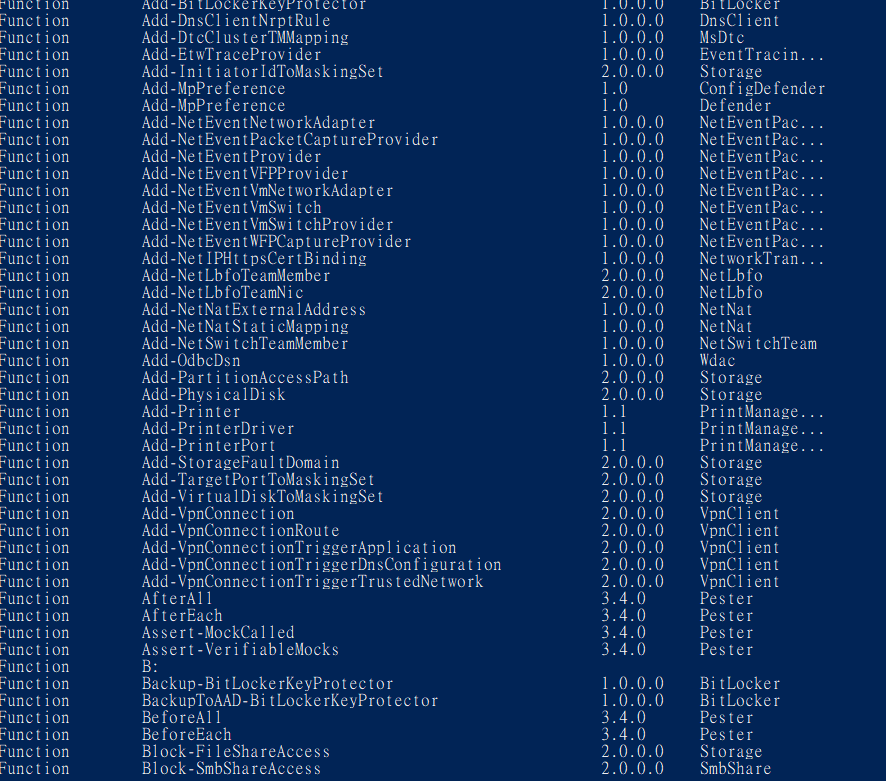 Function Add-BitLockerKeyProtector 1.0.0.0 BitLocker
Function Add-DnsClientNrptRule 1.0.0.0 DnsClient
Function Add-DtcClusterTMMapping 1.0.0.0 MsDtc
Function Add-EtwTraceProvider 1.0.0.0 EventTracin...
Function Add-InitiatorIdToMaskingSet 2.0.0.0 Storage
Function Add-MpPreference 1.0 ConfigDefender
Function Add-MpPreference 1.0 Defender
Function Add-NetEventNetworkAdapter 1.0.0.0 NetEventPac...
Function Add-NetEventPacketCaptureProvider 1.0.0.0 NetEventPac...
Function Add-NetEventProvider 1.0.0.0 NetEventPac...
Function Add-NetEventVFPProvider 1.0.0.0 NetEventPac...
Function Add-NetEventVmNetworkAdapter 1.0.0.0 NetEventPac...
Function Add-NetEventVmSwitch 1.0.0.0 NetEventPac...
Function Add-NetEventVmSwitchProvider 1.0.0.0 NetEventPac...
Function Add-NetEventWFPCaptureProvider 1.0.0.0 NetEventPac...
Function Add-NetIPHttpsCertBinding 1.0.0.0 NetworkTran...
Function Add-NetLbfoTeamMember 2.0.0.0 NetLbfo
Function Add-NetLbfoTeamNic 2.0.0.0 NetLbfo
Function Add-NetNatExternalAddress 1.0.0.0 NetNat
Function Add-NetNatStaticMapping 1.0.0.0 NetNat
Function Add-NetSwitchTeamMember 1.0.0.0 NetSwitchTeam
Function Add-OdbcDsn 1.0.0.0 Wdac
Function Add-PartitionAccessPath 2.0.0.0 Storage
Function Add-PhysicalDisk 2.0.0.0 Storage
Function Add-Printer 1.1 PrintManage...
Function Add-PrinterDriver 1.1 PrintManage...
Function Add-PrinterPort 1.1 PrintManage...
Function Add-StorageFaultDomain 2.0.0.0 Storage
Function Add-TargetPortToMaskingSet 2.0.0.0 Storage
Function Add-VirtualDiskToMaskingSet 2.0.0.0 Storage
Function Add-VpnConnection 2.0.0.0 VpnClient
Function Add-VpnConnectionRoute 2.0.0.0 VpnClient
Function Add-VpnConnectionTriggerApplication 2.0.0.0 VpnClient
Function Add-VpnConnectionTriggerDnsConfiguration 2.0.0.0 VpnClient
Function Add-VpnConnectionTriggerTrustedNetwork 2.0.0.0 VpnClient
Function AfterAll 3.4.0 Pester
Function AfterEach 3.4.0 Pester
Function Assert-MockCalled 3.4.0 Pester
Function Assert-VerifiableMocks 3.4.0 Pester
Function B:
Function Backup-BitLockerKeyProtector 1.0.0.0 BitLocker
Function BackupToAAD-BitLockerKeyProtector 1.0.0.0 BitLocker
Function BeforeAll 3.4.0 Pester
Function BeforeEach 3.4.0 Pester
Function Block-FileShareAccess 2.0.0.0 Storage
Function Block-SmbShareAccess 2.0.0.0 SmbShare